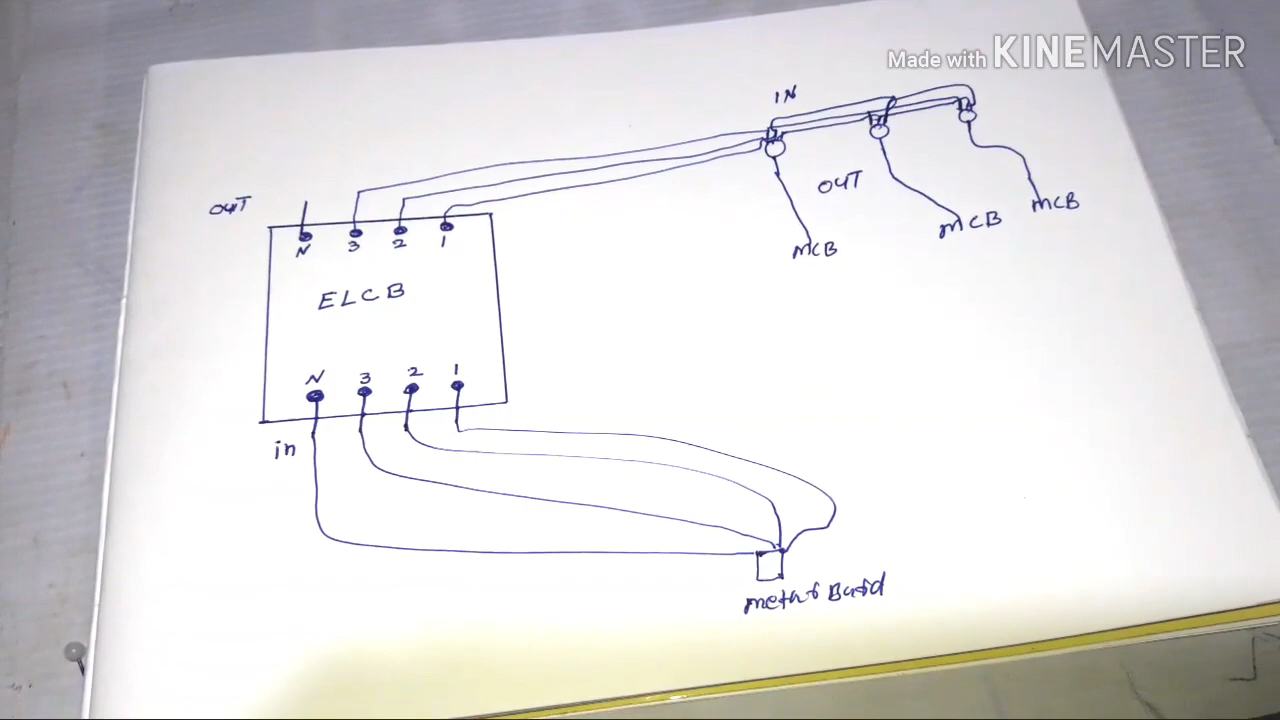 Made with KINEMASTER
IN
OUT
OUT
MCB
MCB
MCB
N 3 2 1
ELCB
N 3 2 1
in